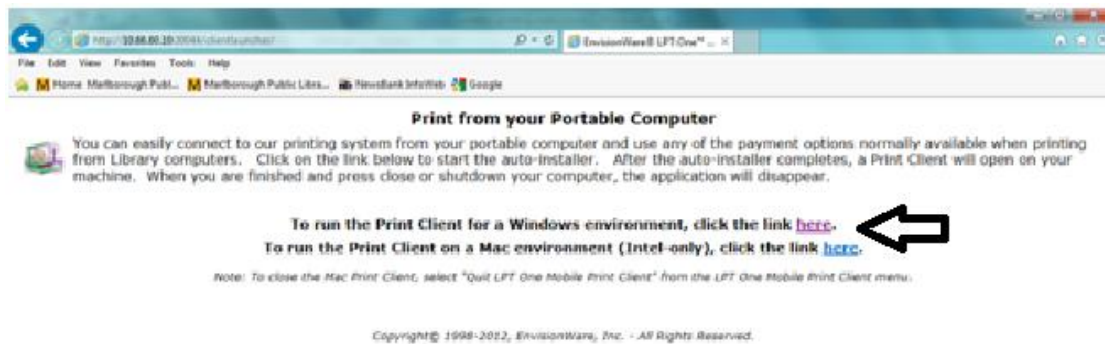 EnvisionWare® LPT:One™ ...
File Edit View Favorites Tools Help
Home Marlborough Publ... Marlborough Public Libra... NewsBank InfoWeb Google
Print from your Portable Computer
You can easily connect to our printing system from your portable computer and use any of the payment options normally available when printing
from Library computers. Click on the link below to start the auto-installer. After the auto-installer completes, a Print Client will open on your
machine. When you are finished and press close or shutdown your computer, the application will disappear.
To run the Print Client for a Windows environment, click the link here.
To run the Print Client on a Mac environment (Intel-only), click the link here.
Note: To close the Mac Print Client, select "Quit LPT One Mobile Print Client" from the LPT One Mobile Print Client menu.
Copyright© 1998-2012, EnvisionWare, Inc. - All Rights Reserved.